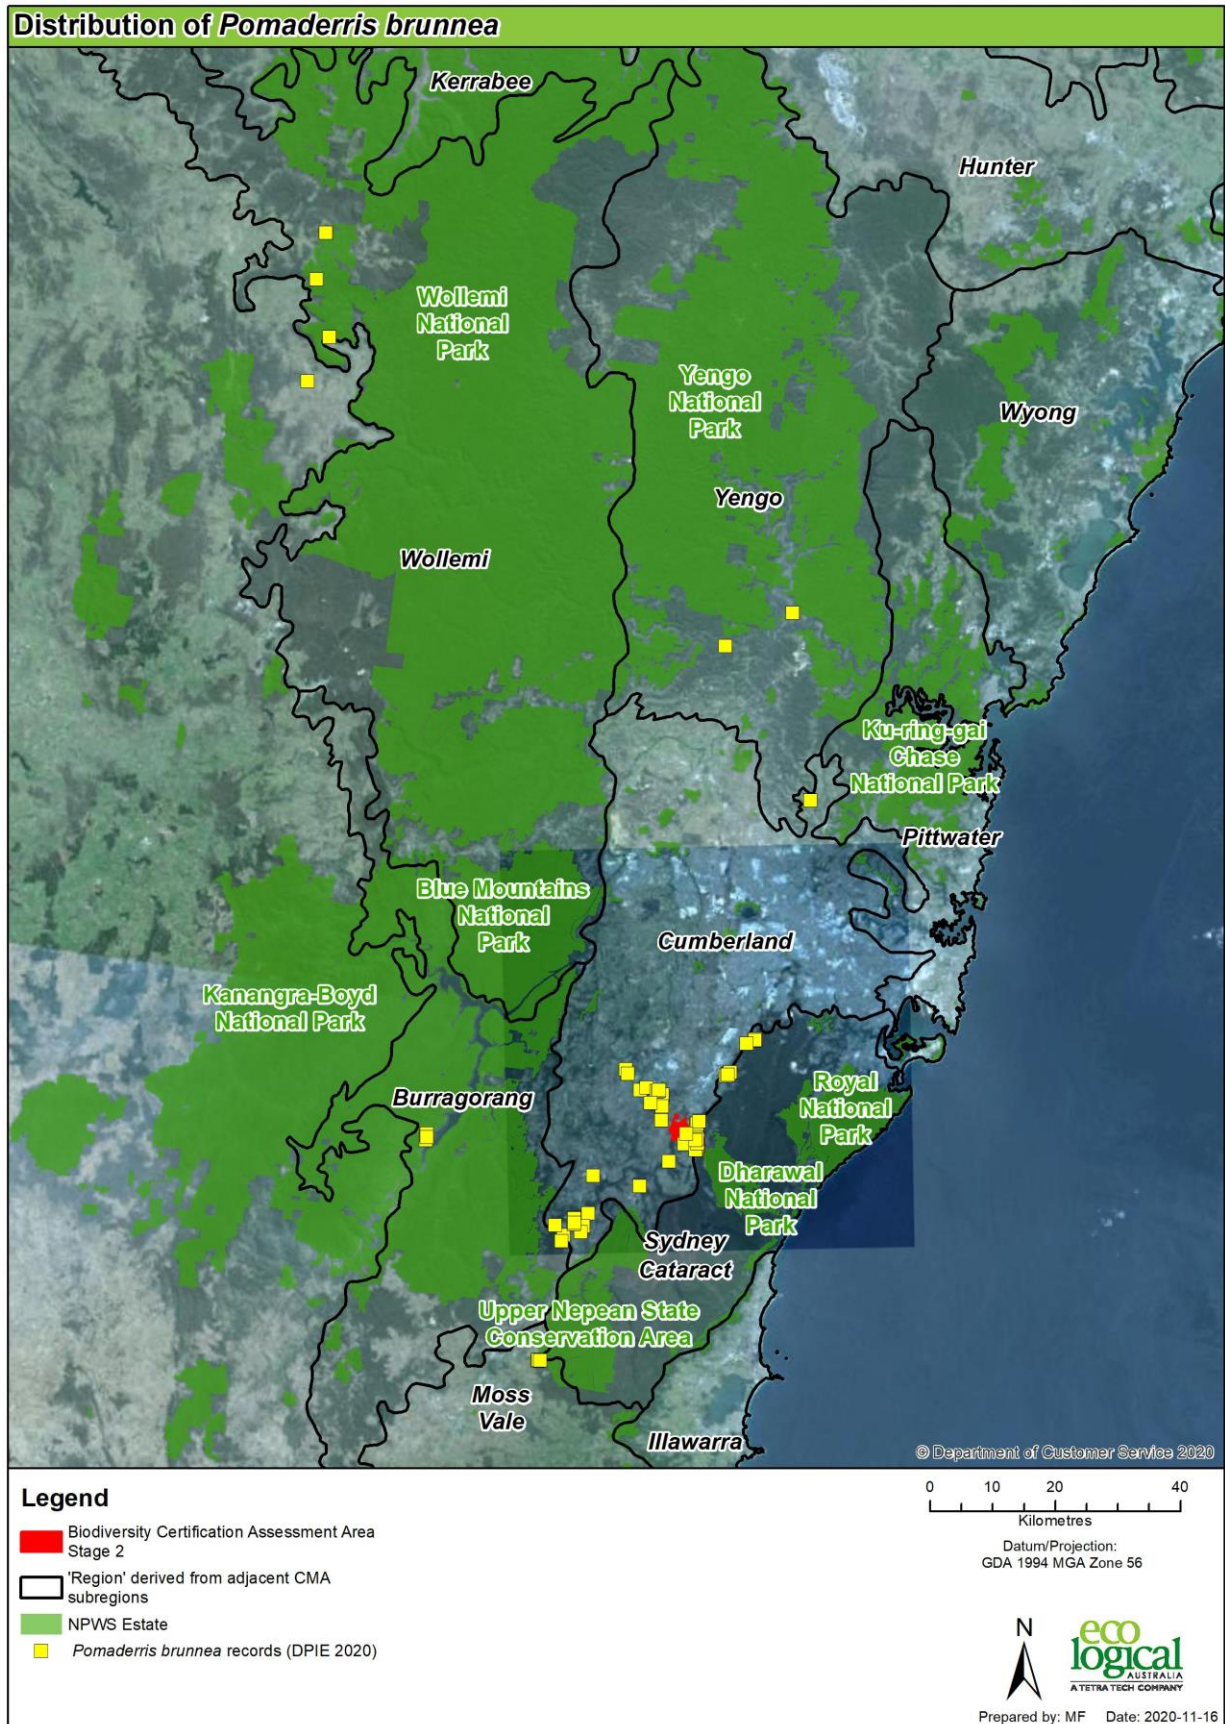 Distribution of Pomaderris brunnea
Kerrabee
Hunter
Wollemi
National
Park
Yengo
National
Park
Wyong
Yengo
Wollemi
Ku-ring-gai
Chase
National Park
Pittwater
Blue Mountains
National
Park
Cumberland
Kanangra-Boyd
National Park
Burragorang
Royal
National
Park
Dharawal
National
Park
Sydney
Cataract
Upper Nepean State
Conservation Area
Moss
Vale
Illawarra
© Department of Customer Service 2020
Legend
Biodiversity Certification Assessment Area
Stage 2
'Region' derived from adjacent CMA
subregions
NPWS Estate
Pomaderris brunnea records (DPIE 2020)
0 10 20 40
Kilometres
Datum/Projection:
GDA 1994 MGA Zone 56
N
eco
logical
AUSTRALIA
A TETRA TECH COMPANY
Prepared by: MF Date: 2020-11-16